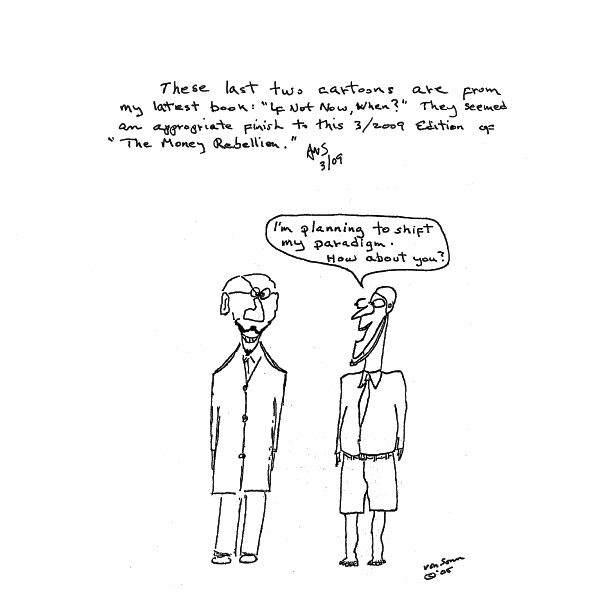 These last two cartoons are from
my latest book: "If Not Now, When?" They seemed
an appropriate finish to this 3/2009 Edition of
"The Money Rebellion."
AVS
3/09
I'm planning to shift
my paradigm.
How about you?
von Sonn
© '05